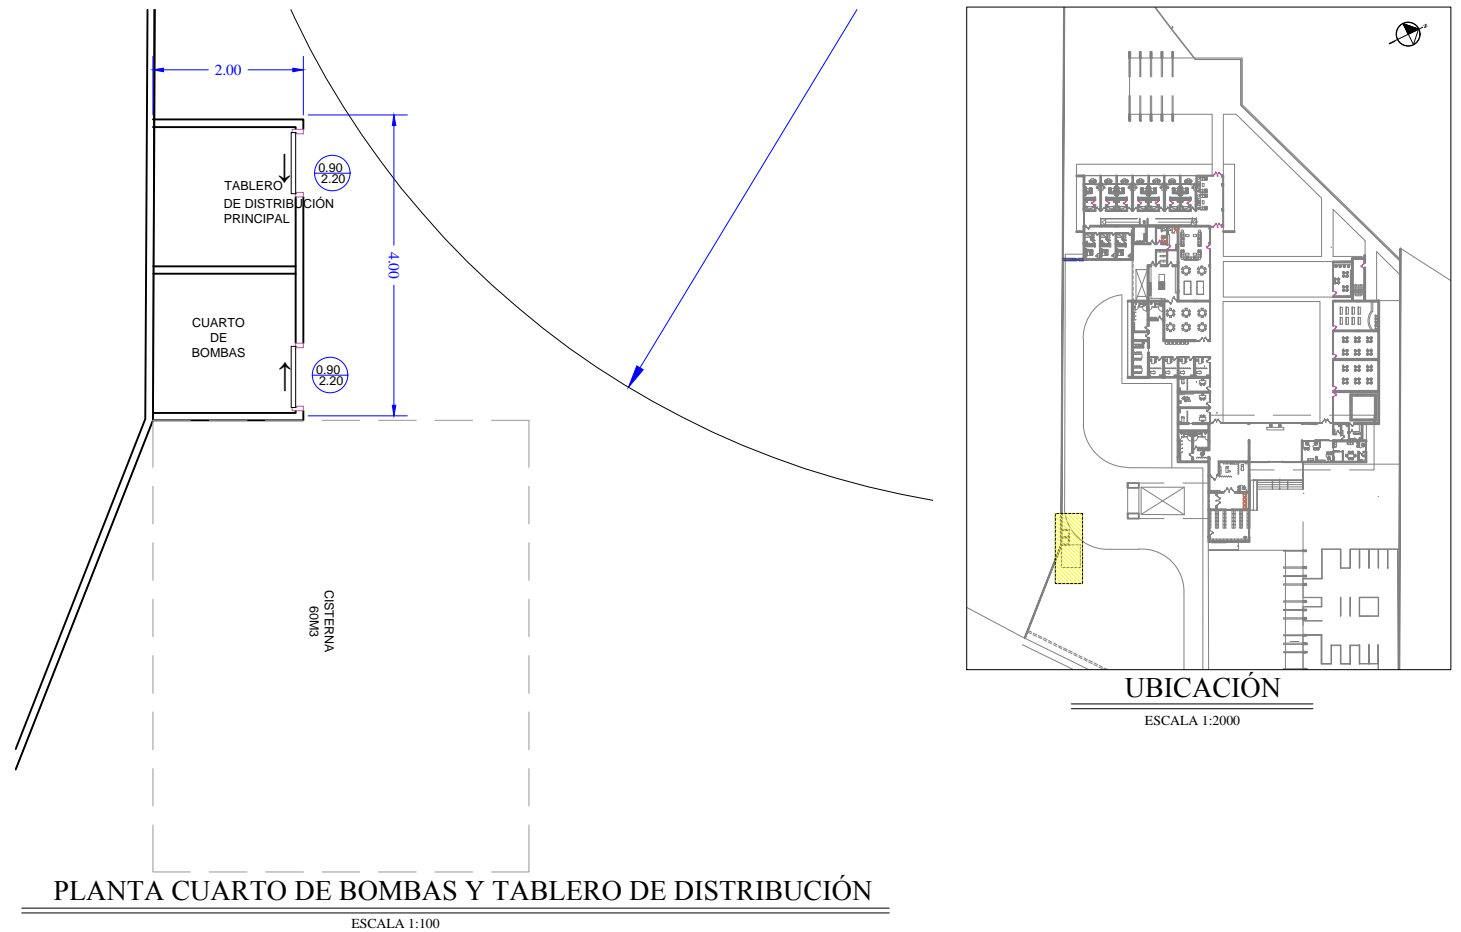 2.00
0.90
2.20
TABLERO
DE DISTRIBUCIÓN
PRINCIPAL
4.00
CUARTO
DE
BOMBAS
0.90
2.20
CISTERNA
60M3
PLANTA CUARTO DE BOMBAS Y TABLERO DE DISTRIBUCIÓN
ESCALA 1:100
UBICACIÓN
ESCALA 1:2000